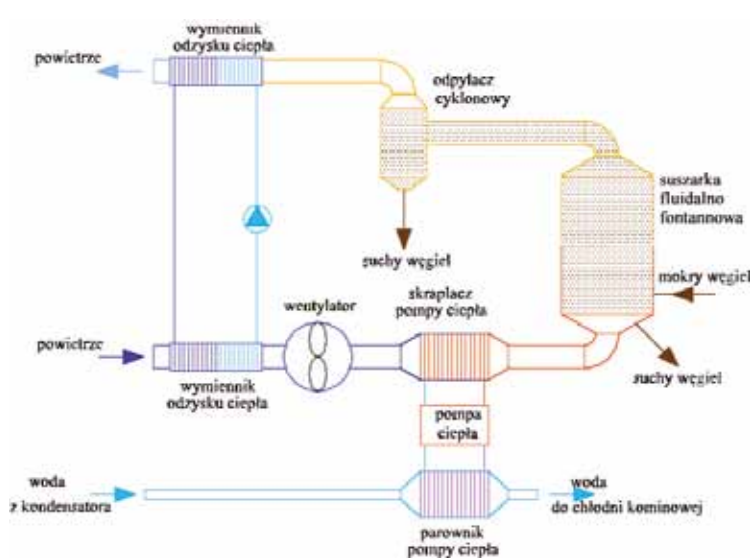 wymiennik
odzysku ciepła
powietrze
odpyłacz
cyklonowy
suszarka
fluidalno
fontannowa
suchy węgiel
mokry węgiel
skraplacz
pompy ciepła
wentylator
powietrze
wymiennik
odzysku ciepła
suchy węgiel
pompa
ciepła
woda
z kondensatora
woda
do chłodni kominowej
parownik
pompy ciepła